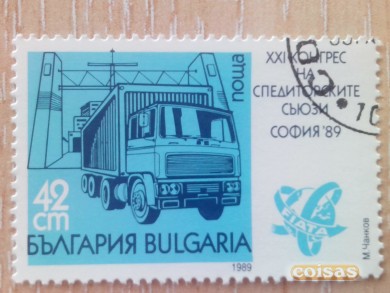 XXI КОНГРЕС
НА
СПЕДИТОРСКИТЕ
СЪЮЗИ
СОФИЯ '89
поща
42
ст
FIATA
БЪЛГАРИЯ BULGARIA
1989
М. Чанков
coisas